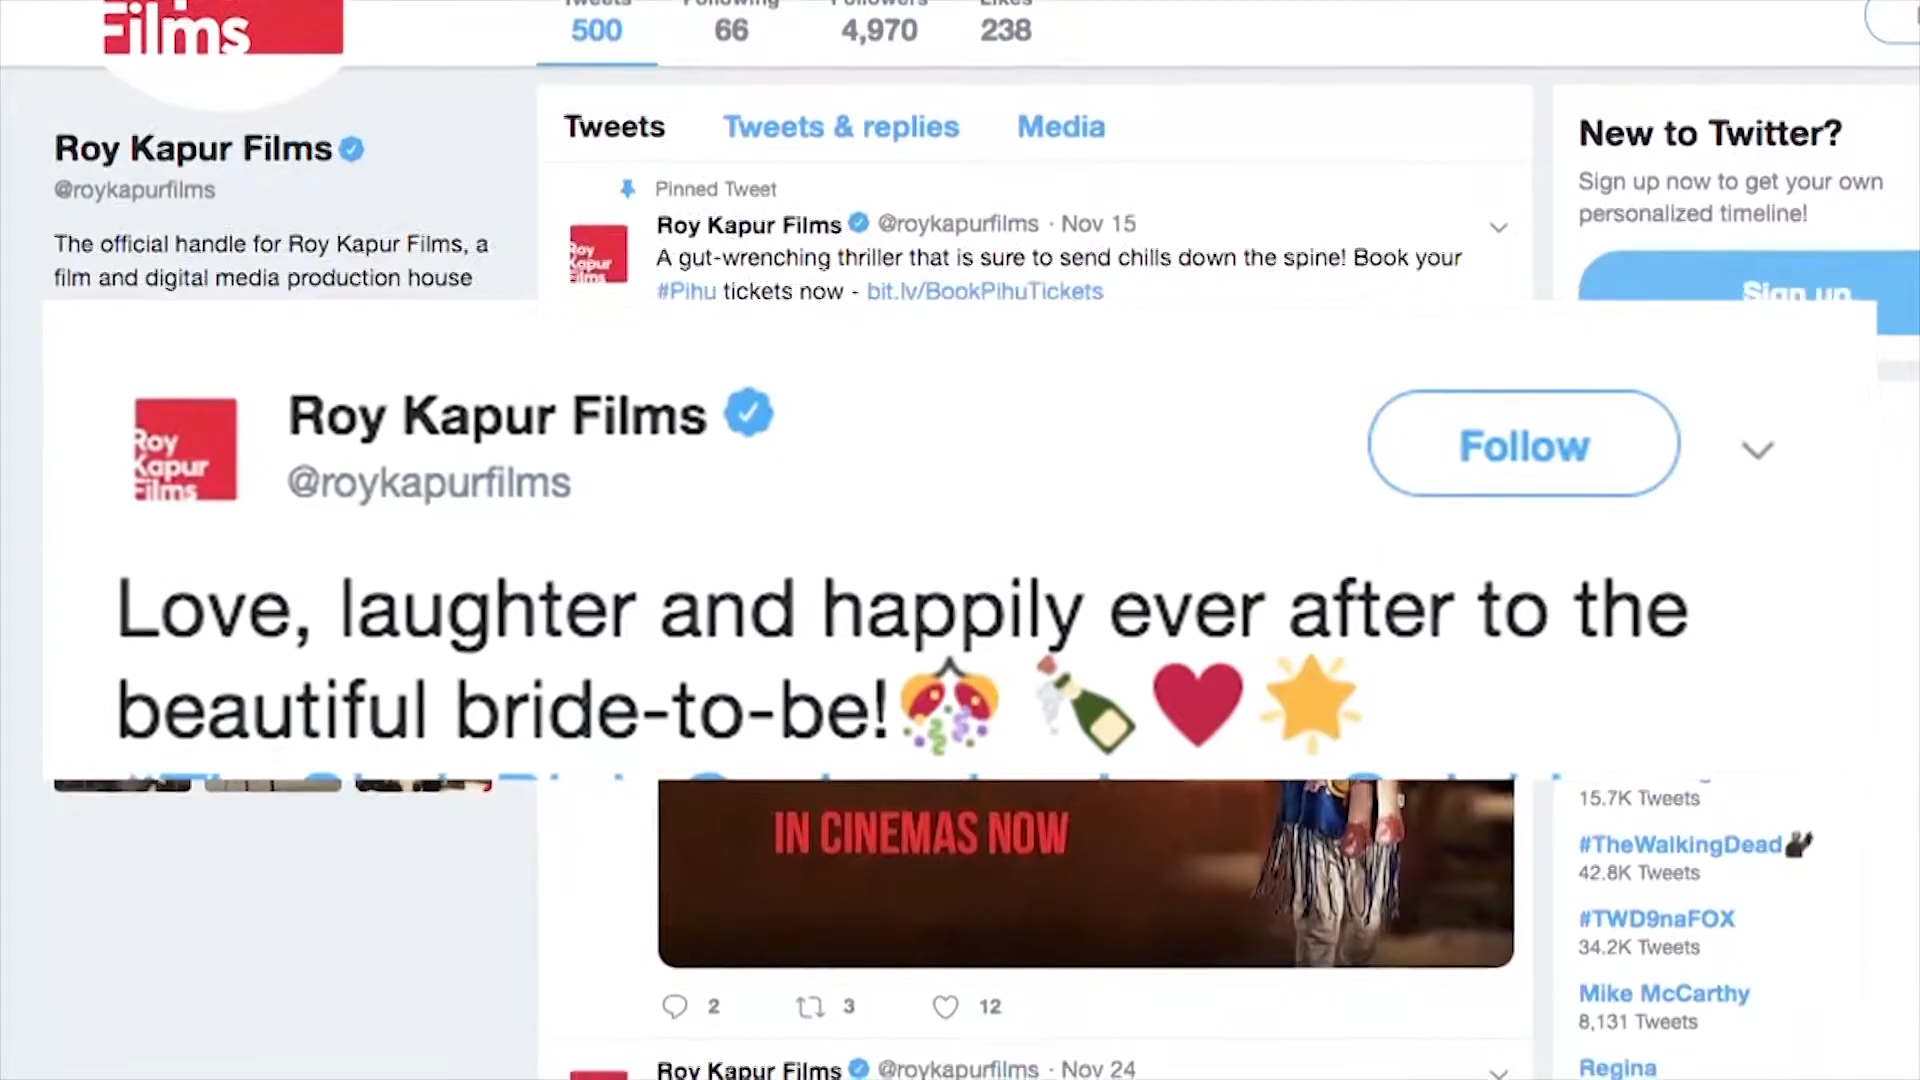 Films
Tweets Following Followers Likes
500 66 4,970 238
Roy Kapur Films
@roykapurfilms
The official handle for Roy Kapur Films, a
film and digital media production house
Tweets Tweets & replies Media
Pinned Tweet
Roy Kapur Films @roykapurfilms · Nov 15
Roy
Kapur
Films
A gut-wrenching thriller that is sure to send chills down the spine! Book your
#Pihu tickets now - bit.ly/BookPihuTickets
New to Twitter?
Sign up now to get your own
personalized timeline!
Sign up
Roy
Kapur
Films
Roy Kapur Films
@roykapurfilms
Follow
Love, laughter and happily ever after to the
beautiful bride-to-be!🎊 🍾❤️🌟
IN CINEMAS NOW
2 3 12
Roy Kapur Films @roykapurfilms · Nov 24
15.7K Tweets
#TheWalkingDead
42.8K Tweets
#TWD9naFOX
34.2K Tweets
Mike McCarthy
8,131 Tweets
Regina